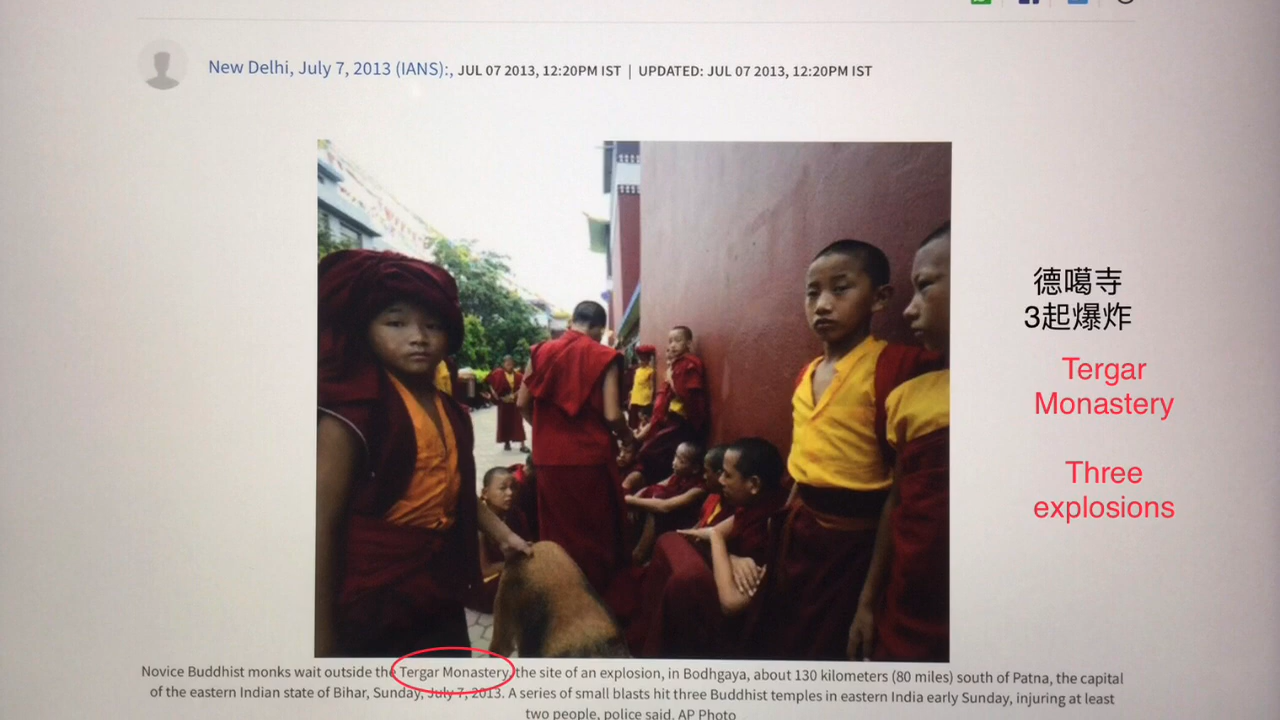 New Delhi, July 7, 2013 (IANS):, JUL 07 2013, 12:20PM IST | UPDATED: JUL 07 2013, 12:20PM IST
德噶寺
3起爆炸
Tergar
Monastery
Three
explosions
Novice Buddhist monks wait outside the Tergar Monastery, the site of an explosion, in Bodhgaya, about 130 kilometers (80 miles) south of Patna, the capital
of the eastern Indian state of Bihar, Sunday, July 7, 2013. A series of small blasts hit three Buddhist temples in eastern India early Sunday, injuring at least
two people, police said. AP Photo